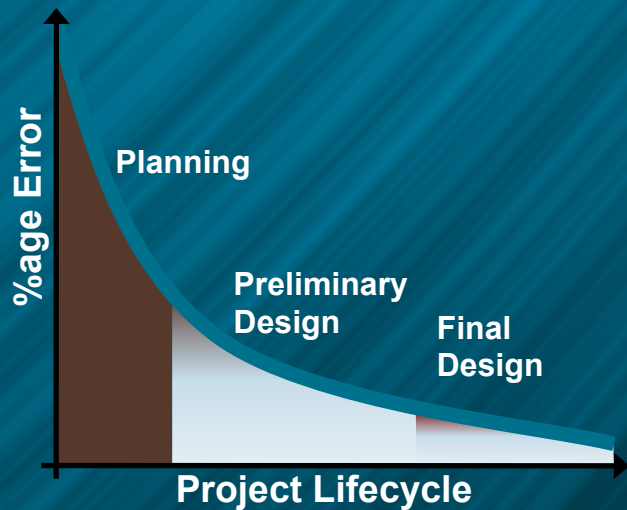 %age Error
Planning
Preliminary
Design
Final
Design
Project Lifecycle